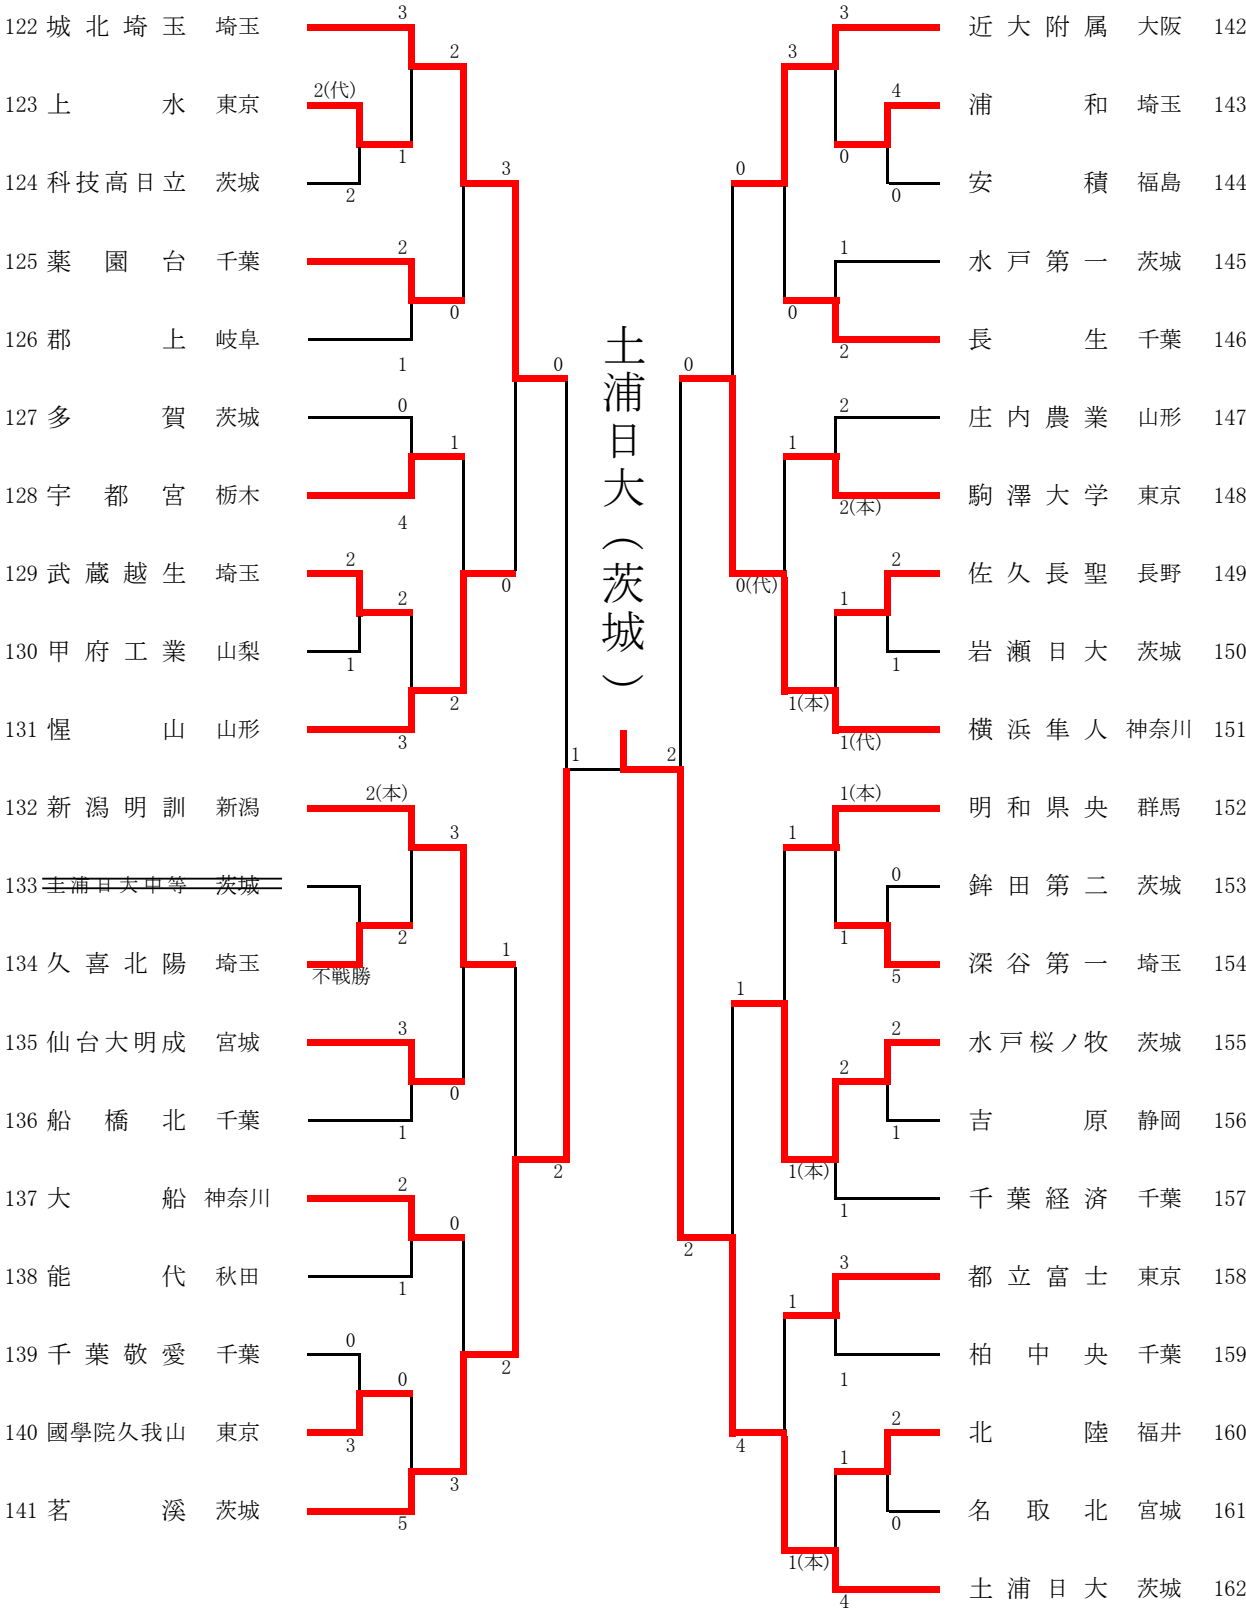 122 城北埼玉 埼玉
123 上水 東京
124 科技高日立 茨城
125 薬園台 千葉
126 郡上 岐阜
127 多賀 茨城
128 宇都宮 栃木
129 武蔵越生 埼玉
130 甲府工業 山梨
131 惺山 山形
132 新潟明訓 新潟
133 土浦日大中等 茨城
134 久喜北陽 埼玉
135 仙台大明成 宮城
136 船橋北 千葉
137 大船 神奈川
138 能代 秋田
139 千葉敬愛 千葉
140 國學院久我山 東京
141 茗溪 茨城
3
2
2(代)
1
2
3
2
0
1
0
0
1
4
2
2
1
0
2
3
1
2(本)
3
2
不戦勝
1
3
0
1
2
2
0
1
0
0
2
3
3
5
土浦日大(茨城)
3
3
4
0
0
0
1
0
2
0
2
1
2(本)
0(代)
2
1
1
1(本)
1(代)
2
1(本)
1
0
1
5
1
2
2
1
1(本)
1
2
3
1
1
4
2
1
0
1(本)
4
近大附属 大阪 142
浦和 埼玉 143
安積 福島 144
水戸第一 茨城 145
長生 千葉 146
庄内農業 山形 147
駒澤大学 東京 148
佐久長聖 長野 149
岩瀬日大 茨城 150
横浜隼人 神奈川 151
明和県央 群馬 152
鉾田第二 茨城 153
深谷第一 埼玉 154
水戸桜ノ牧 茨城 155
吉原 静岡 156
千葉経済 千葉 157
都立富士 東京 158
柏中央 千葉 159
北陸 福井 160
名取北 宮城 161
土浦日大 茨城 162